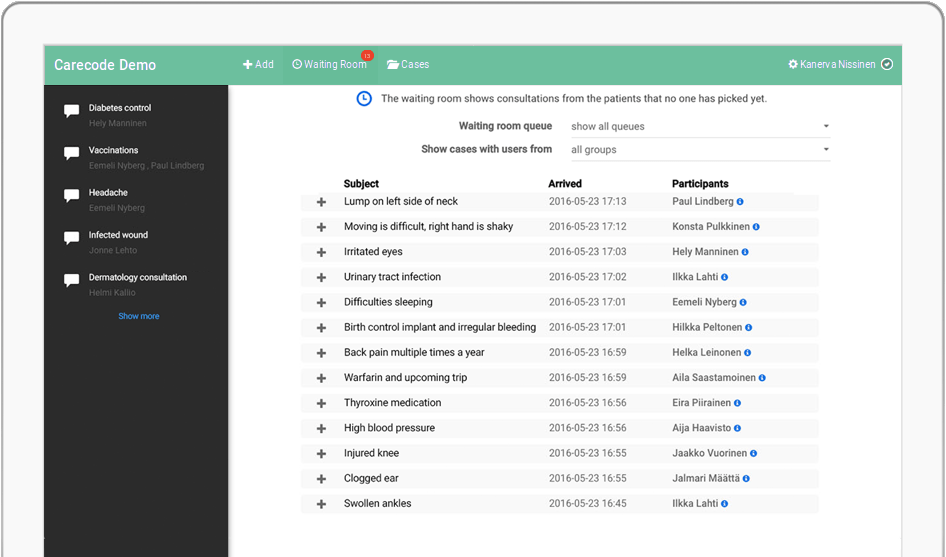 Carecode Demo
Add
Waiting Room
13
Cases
Kanerva Nissinen
Diabetes control
Hely Manninen
Vaccinations
Eemeli Nyberg , Paul Lindberg
Headache
Eemeli Nyberg
Infected wound
Jonne Lehto
Dermatology consultation
Helmi Kallio
Show more
The waiting room shows consultations from the patients that no one has picked yet.
Waiting room queue show all queues
Show cases with users from all groups
Subject Arrived Participants
Lump on left side of neck 2016-05-23 17:13 Paul Lindberg
Moving is difficult, right hand is shaky 2016-05-23 17:12 Konsta Pulkkinen
Irritated eyes 2016-05-23 17:03 Hely Manninen
Urinary tract infection 2016-05-23 17:02 Ilkka Lahti
Difficulties sleeping 2016-05-23 17:01 Eemeli Nyberg
Birth control implant and irregular bleeding 2016-05-23 17:01 Hilkka Peltonen
Back pain multiple times a year 2016-05-23 16:59 Helka Leinonen
Warfarin and upcoming trip 2016-05-23 16:59 Aila Saastamoinen
Thyroxine medication 2016-05-23 16:56 Eira Piirainen
High blood pressure 2016-05-23 16:56 Aija Haavisto
Injured knee 2016-05-23 16:55 Jaakko Vuorinen
Clogged ear 2016-05-23 16:55 Jalmari Määttä
Swollen ankles 2016-05-23 16:45 Ilkka Lahti